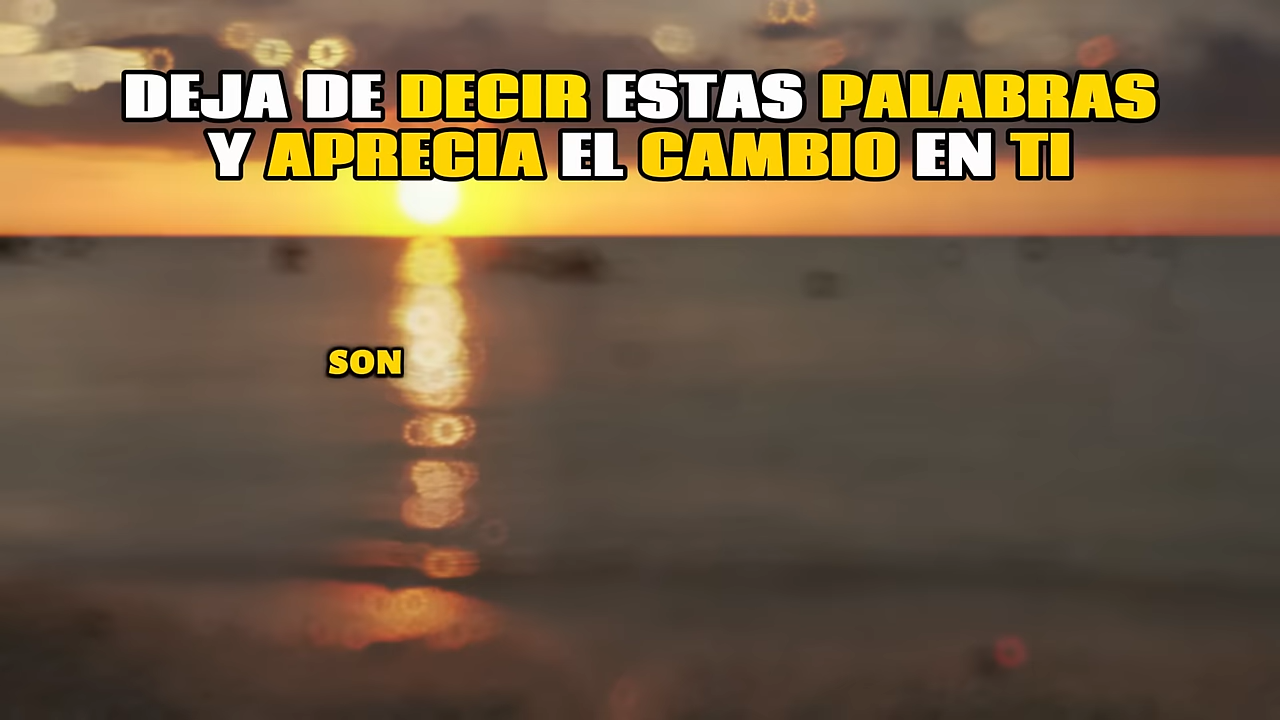 DEJA DE DECIR ESTAS PALABRAS
Y APRECIA EL CAMBIO EN TI
SON